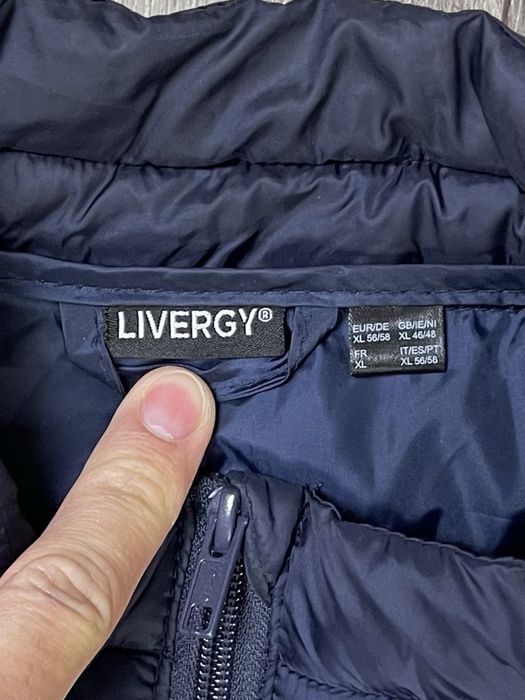 LIVERGY®
EUR/DE GB/IE/NI
XL 56/58 XL 46/48
FR IT/ES/PT
XL XL 56/58